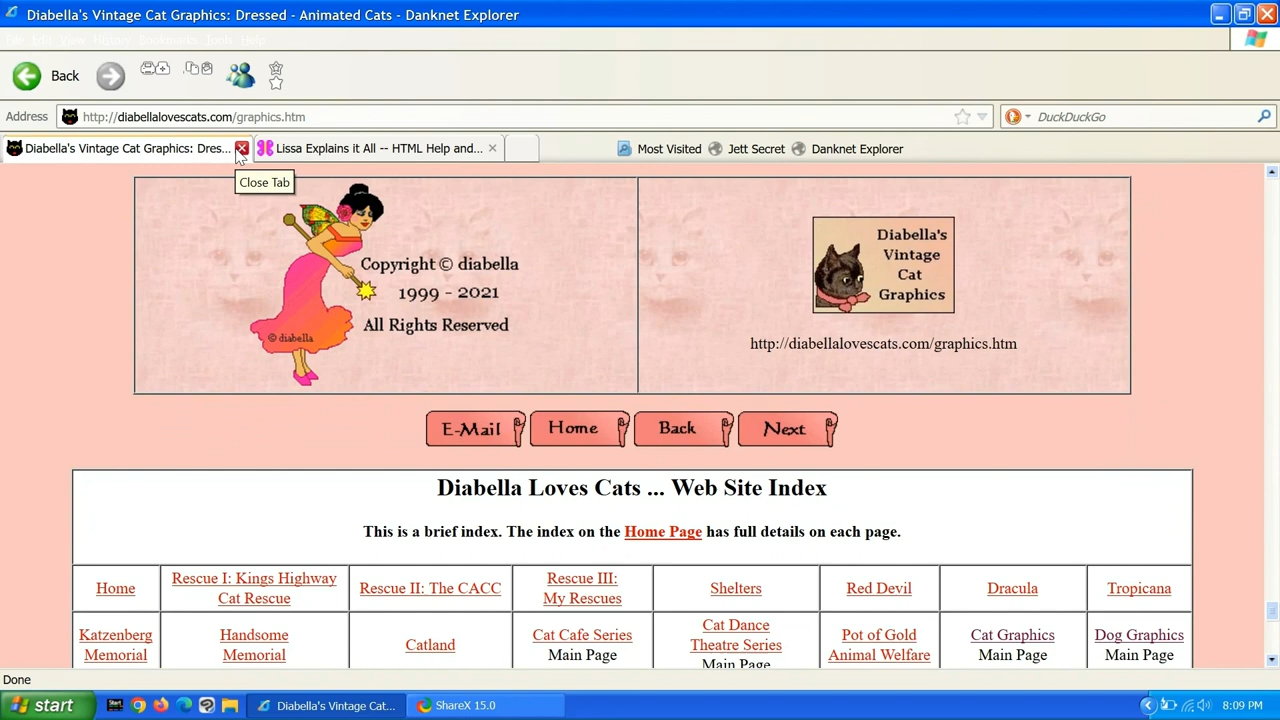 Diabella's Vintage Cat Graphics: Dressed - Animated Cats - Danknet Explorer
File Edit View History Bookmarks Tools Help
Back
Address http://diabellalovescats.com/graphics.htm DuckDuckGo
Diabella's Vintage Cat Graphics: Dres... Lissa Explains it All -- HTML Help and... Most Visited Jett Secret Danknet Explorer
Close Tab
Copyright © diabella
1999 - 2021
All Rights Reserved
© diabella
Diabella's
Vintage
Cat
Graphics
http://diabellalovescats.com/graphics.htm
E-Mail Home Back Next
Diabella Loves Cats ... Web Site Index
This is a brief index. The index on the Home Page has full details on each page.
Home
Rescue I: Kings Highway
Cat Rescue
Rescue II: The CACC
Rescue III:
My Rescues
Shelters
Red Devil
Dracula
Tropicana
Katzenberg
Memorial
Handsome
Memorial
Catland
Cat Cafe Series
Main Page
Cat Dance
Theatre Series
Main Page
Pot of Gold
Animal Welfare
Cat Graphics
Main Page
Dog Graphics
Main Page
Done
start Diabella's Vintage Cat... ShareX 15.0 8:09 PM